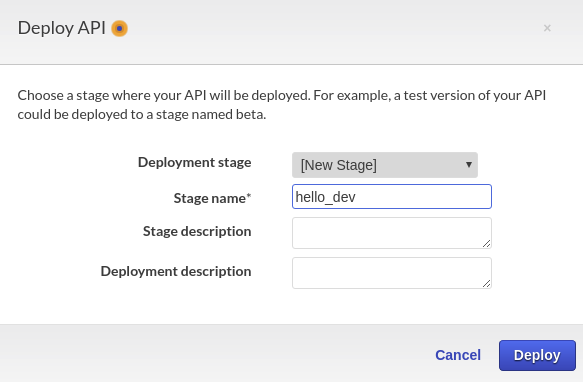 Deploy API
×
Choose a stage where your API will be deployed. For example, a test version of your API
could be deployed to a stage named beta.
Deployment stage [New Stage]
Stage name* hello_dev
Stage description
Deployment description
Cancel Deploy